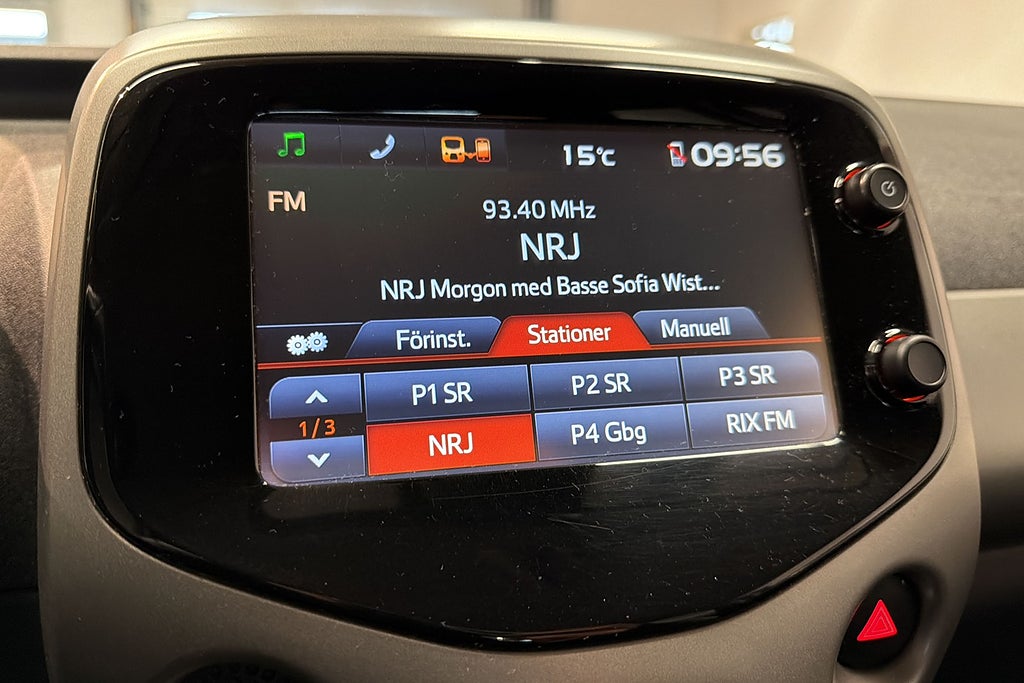 15°C 09:56
FM
93.40 MHz
NRJ
NRJ Morgon med Basse Sofia Wist...
Förinst. Stationer Manuell
P1 SR P2 SR P3 SR
1/3
NRJ P4 Gbg RIX FM